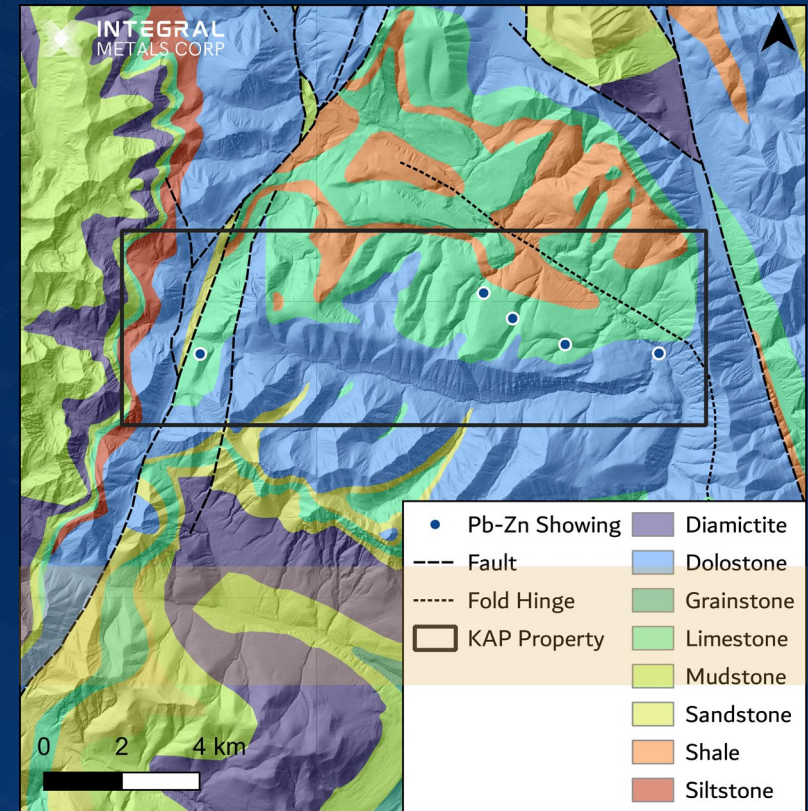 INTEGRAL
METALS CORP
Pb-Zn Showing
Fault
Fold Hinge
KAP Property
Diamictite
Dolostone
Grainstone
Limestone
Mudstone
Sandstone
Shale
Siltstone
0 2 4 km